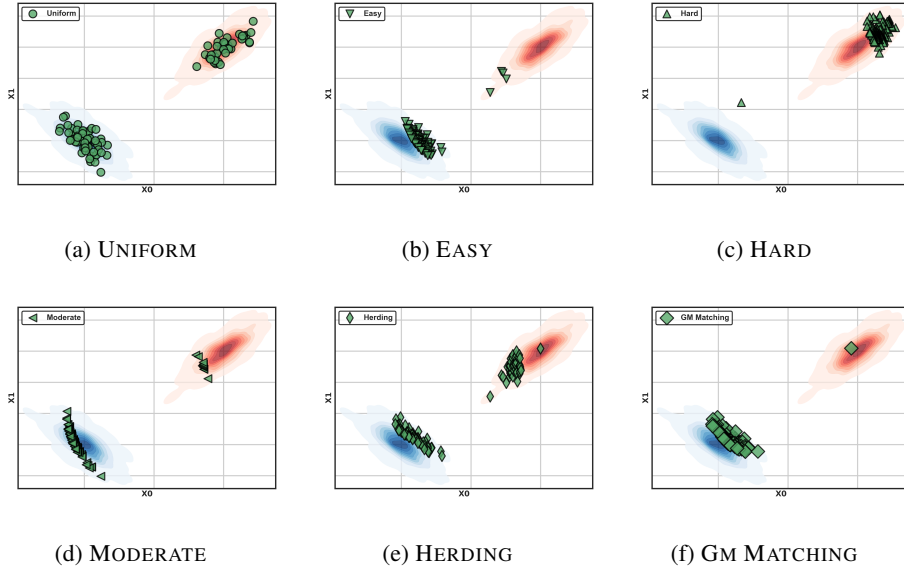 Uniform
Easy
Hard
X1
X1
X1
X0
X0
X0
(a) UNIFORM
(b) EASY
(c) HARD
Moderate
Herding
GM Matching
X1
X1
X1
X0
X0
X0
(d) MODERATE
(e) HERDING
(f) GM MATCHING